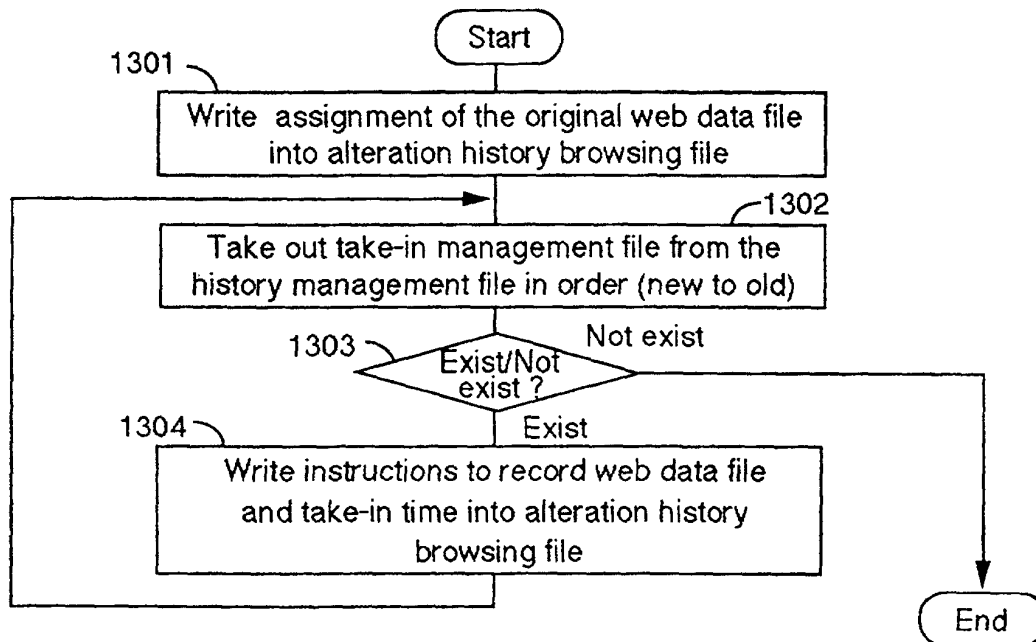 Start
1301
Write assignment of the original web data file
into alteration history browsing file
1302
Take out take-in management file from the
history management file in order (new to old)
Not exist
1303
Exist/Not
exist ?
Exist
1304
Write instructions to record web data file
and take-in time into alteration history
browsing file
End